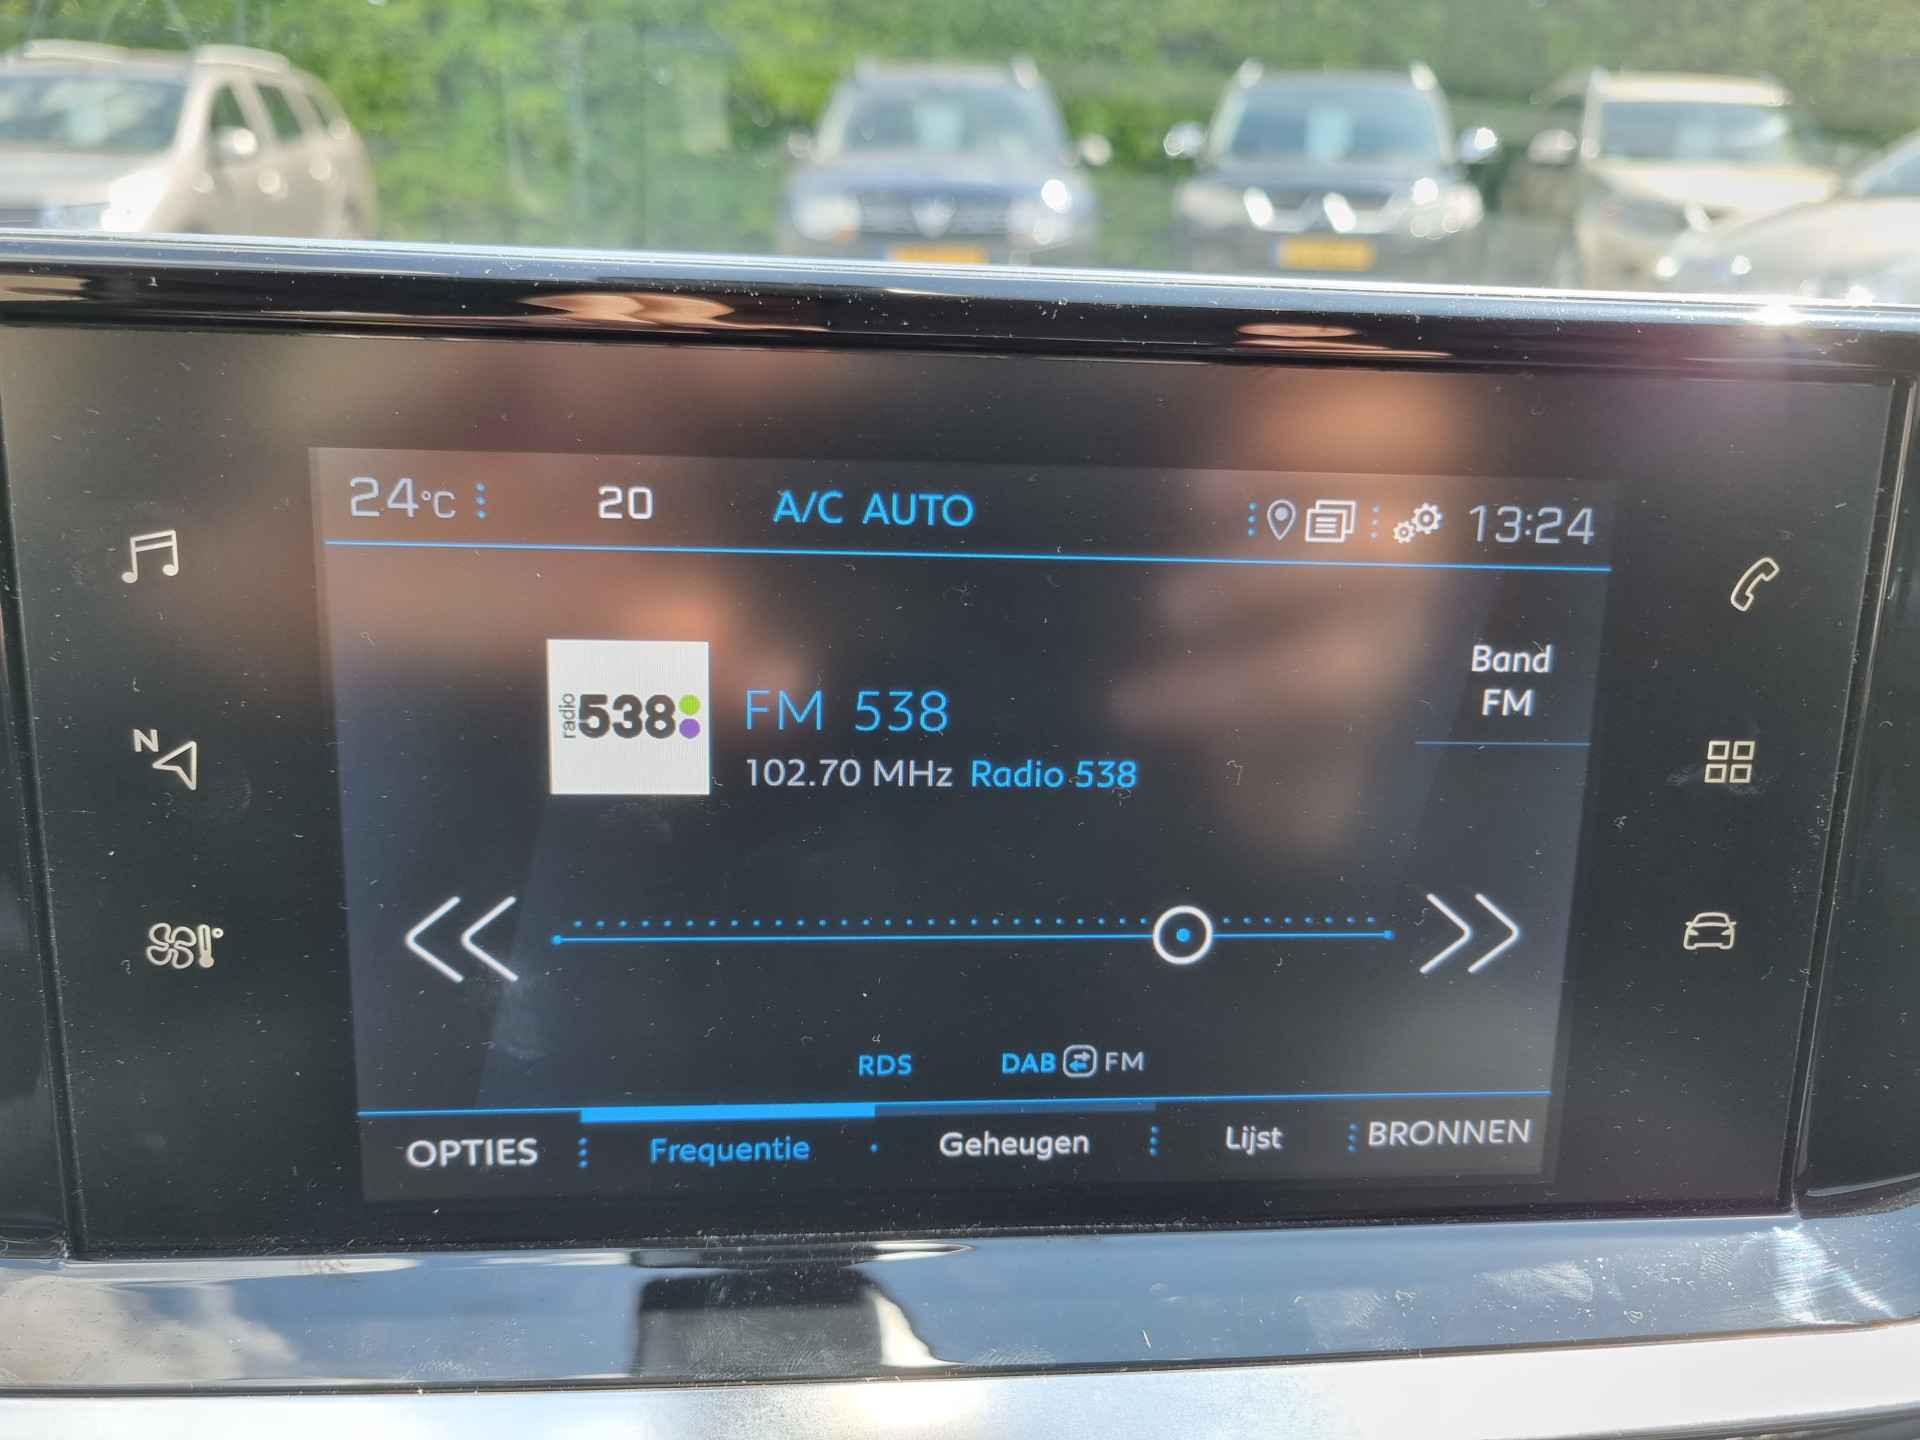 24°C 20 A/C AUTO 13:24
Band
FM
radio 538
FM 538
102.70 MHz Radio 538
N
RDS DAB FM
OPTIES Frequentie Geheugen Lijst BRONNEN